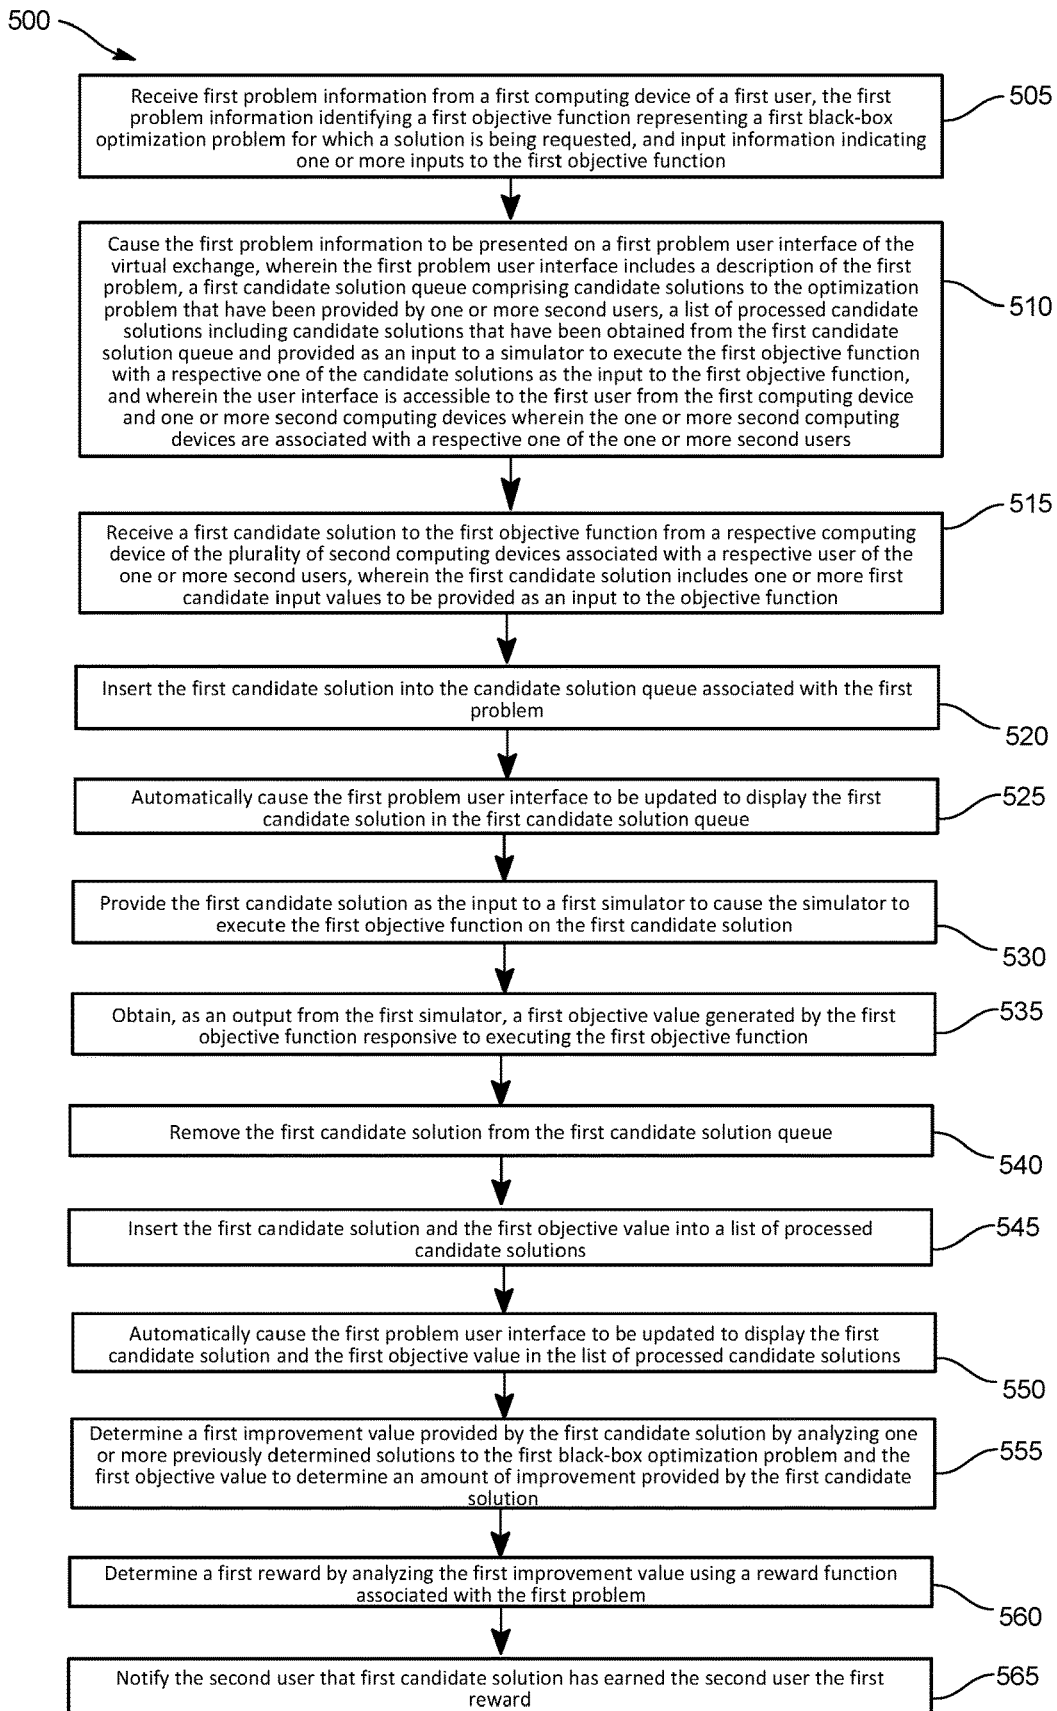 500
Receive first problem information from a first computing device of a first user, the first
problem information identifying a first objective function representing a first black-box
optimization problem for which a solution is being requested, and input information indicating
one or more inputs to the first objective function
505
Cause the first problem information to be presented on a first problem user interface of the
virtual exchange, wherein the first problem user interface includes a description of the first
problem, a first candidate solution queue comprising candidate solutions to the optimization
problem that have been provided by one or more second users, a list of processed candidate
solutions including candidate solutions that have been obtained from the first candidate
solution queue and provided as an input to a simulator to execute the first objective function
with a respective one of the candidate solutions as the input to the first objective function,
and wherein the user interface is accessible to the first user from the first computing device
and one or more second computing devices wherein the one or more second computing
devices are associated with a respective one of the one or more second users
510
Receive a first candidate solution to the first objective function from a respective computing
device of the plurality of second computing devices associated with a respective user of the
one or more second users, wherein the first candidate solution includes one or more first
candidate input values to be provided as an input to the objective function
515
Insert the first candidate solution into the candidate solution queue associated with the first
problem
520
Automatically cause the first problem user interface to be updated to display the first
candidate solution in the first candidate solution queue
525
Provide the first candidate solution as the input to a first simulator to cause the simulator to
execute the first objective function on the first candidate solution
530
Obtain, as an output from the first simulator, a first objective value generated by the first
objective function responsive to executing the first objective function
535
Remove the first candidate solution from the first candidate solution queue
540
Insert the first candidate solution and the first objective value into a list of processed
candidate solutions
545
Automatically cause the first problem user interface to be updated to display the first
candidate solution and the first objective value in the list of processed candidate solutions
550
Determine a first improvement value provided by the first candidate solution by analyzing one
or more previously determined solutions to the first black-box optimization problem and the
first objective value to determine an amount of improvement provided by the first candidate
solution
555
Determine a first reward by analyzing the first improvement value using a reward function
associated with the first problem
560
Notify the second user that first candidate solution has earned the second user the first
reward
565